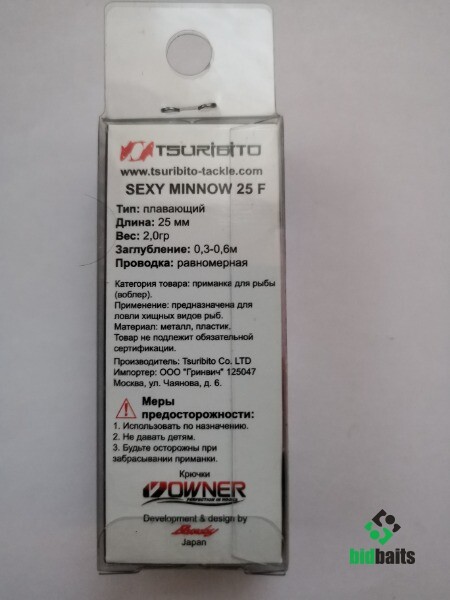 TSURIBITO
www.tsuribito-tackle.com
SEXY MINNOW 25 F
Тип: плавающий
Длина: 25 мм
Вес: 2,0гр
Заглубление: 0,3-0,6м
Проводка: равномерная
Категория товара: приманка для рыбы
(воблер).
Применение: предназначена для
ловли хищных видов рыб.
Материал: металл, пластик.
Товар не подлежит обязательной
сертификации.
Производитель: Tsuribito Co. LTD
Импортер: ООО "Гринвич" 125047
Москва, ул. Чаянова, д. 6.
Меры
предосторожности:
1. Использовать по назначению.
2. Не давать детям.
3. Будьте осторожны при
забрасывании приманки.
Крючки
OWNER
Development & design by
Japan
bidbaits